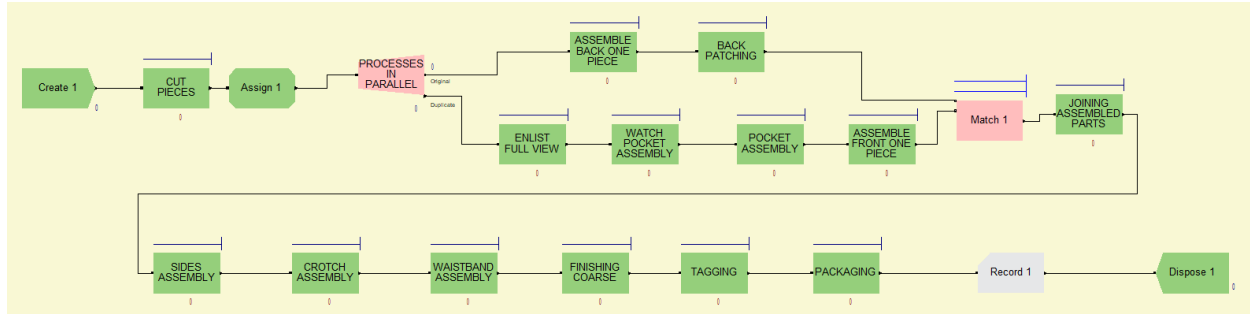 Create 1
0
CUT
PIECES
0
Assign 1
PROCESSES
IN
PARALLEL
0
Original
0
Duplicate
ASSEMBLE
BACK ONE
PIECE
0
BACK
PATCHING
0
ENLIST
FULL VIEW
0
WATCH
POCKET
ASSEMBLY
0
POCKET
ASSEMBLY
0
ASSEMBLE
FRONT ONE
PIECE
0
Match 1
JOINING
ASSEMBLED
PARTS
0
SIDES
ASSEMBLY
0
CROTCH
ASSEMBLY
0
WAISTBAND
ASSEMBLY
0
FINISHING
COARSE
0
TAGGING
0
PACKAGING
0
Record 1
Dispose 1
0